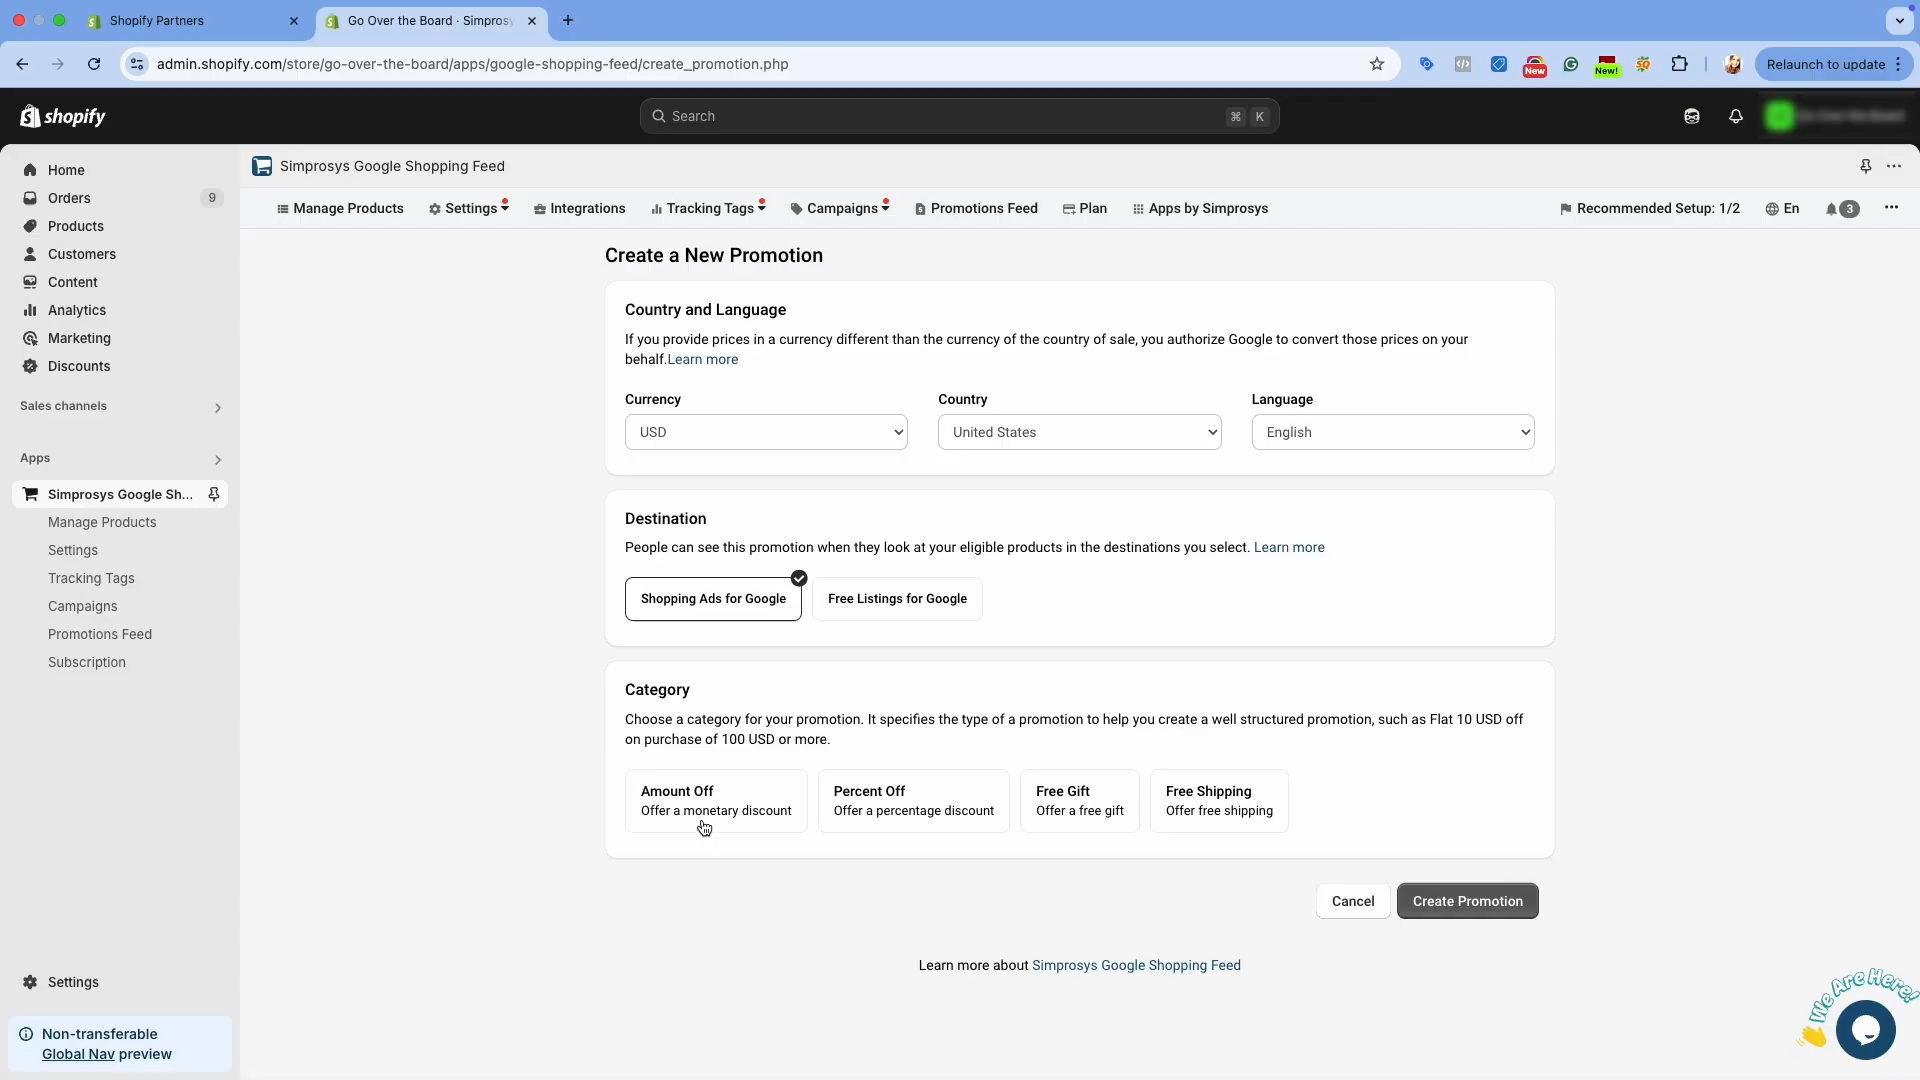 Shopify Partners
Go Over the Board · Simprosy
admin.shopify.com/store/go-over-the-board/apps/google-shopping-feed/create_promotion.php
New
New!
Relaunch to update
shopify
Search
⌘ K
Home
Orders 9
Products
Customers
Content
Analytics
Marketing
Discounts
Sales channels
Apps
Simprosys Google Sh...
Manage Products
Settings
Tracking Tags
Campaigns
Promotions Feed
Subscription
Settings
Non-transferable
Global Nav preview
Simprosys Google Shopping Feed
Manage Products Settings Integrations Tracking Tags Campaigns Promotions Feed Plan Apps by Simprosys Recommended Setup: 1/2 En 3
Create a New Promotion
Country and Language
If you provide prices in a currency different than the currency of the country of sale, you authorize Google to convert those prices on your
behalf.Learn more
Currency Country Language
USD United States English
Destination
People can see this promotion when they look at your eligible products in the destinations you select. Learn more
Shopping Ads for Google Free Listings for Google
Category
Choose a category for your promotion. It specifies the type of a promotion to help you create a well structured promotion, such as Flat 10 USD off
on purchase of 100 USD or more.
Amount Off Percent Off Free Gift Free Shipping
Offer a monetary discount Offer a percentage discount Offer a free gift Offer free shipping
Cancel Create Promotion
Learn more about Simprosys Google Shopping Feed
We Are Here!